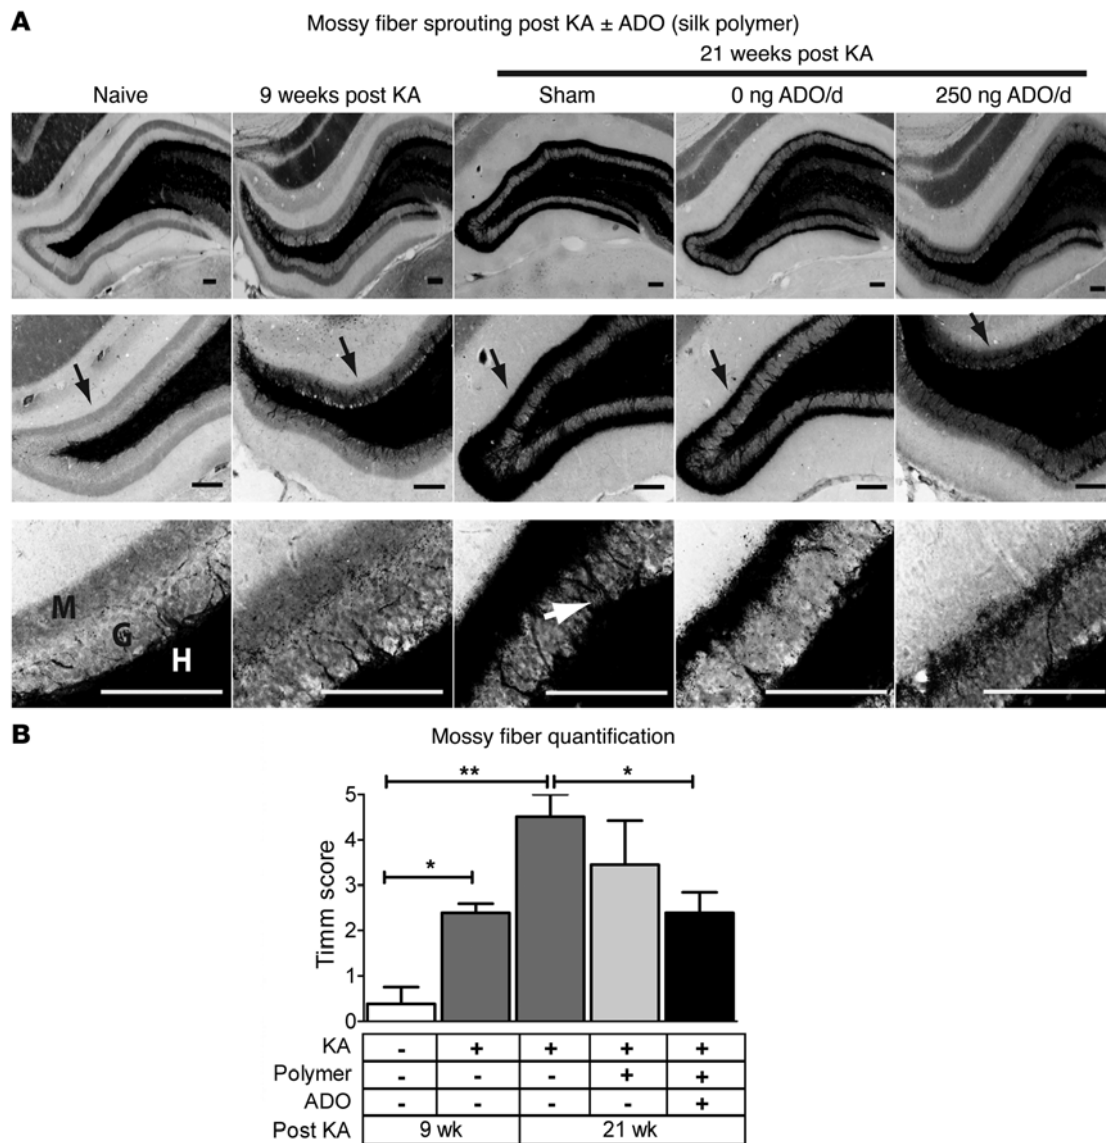 A
Mossy fiber sprouting post KA ± ADO (silk polymer)
21 weeks post KA
Naive 9 weeks post KA Sham 0 ng ADO/d 250 ng ADO/d
M
G
H
B
Mossy fiber quantification
** *
*
Timm score
5
4
3
2
1
0
KA - + + + +
Polymer - - - + +
ADO - - - - +
Post KA 9 wk 21 wk